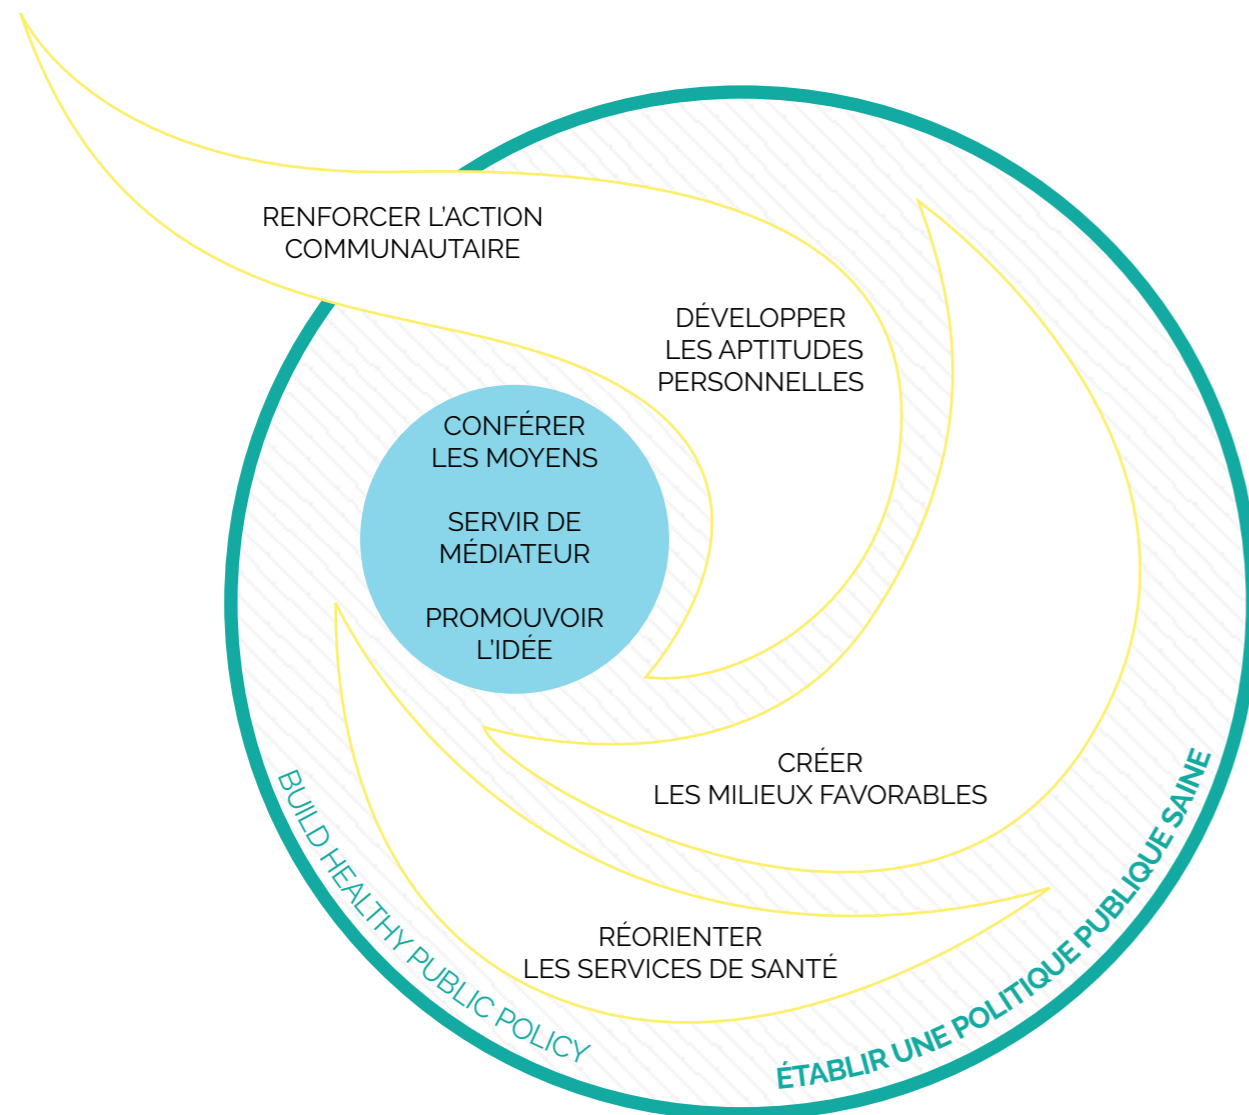 RENFORCER L'ACTION
COMMUNAUTAIRE
DÉVELOPPER
LES APTITUDES
PERSONNELLES
CONFÉRER
LES MOYENS
SERVIR DE
MÉDIATEUR
PROMOUVOIR
L'IDÉE
CRÉER
LES MILIEUX FAVORABLES
RÉORIENTER
LES SERVICES DE SANTÉ
BUILD HEALTHY PUBLIC POLICY
ÉTABLIR UNE POLITIQUE PUBLIQUE SAINE